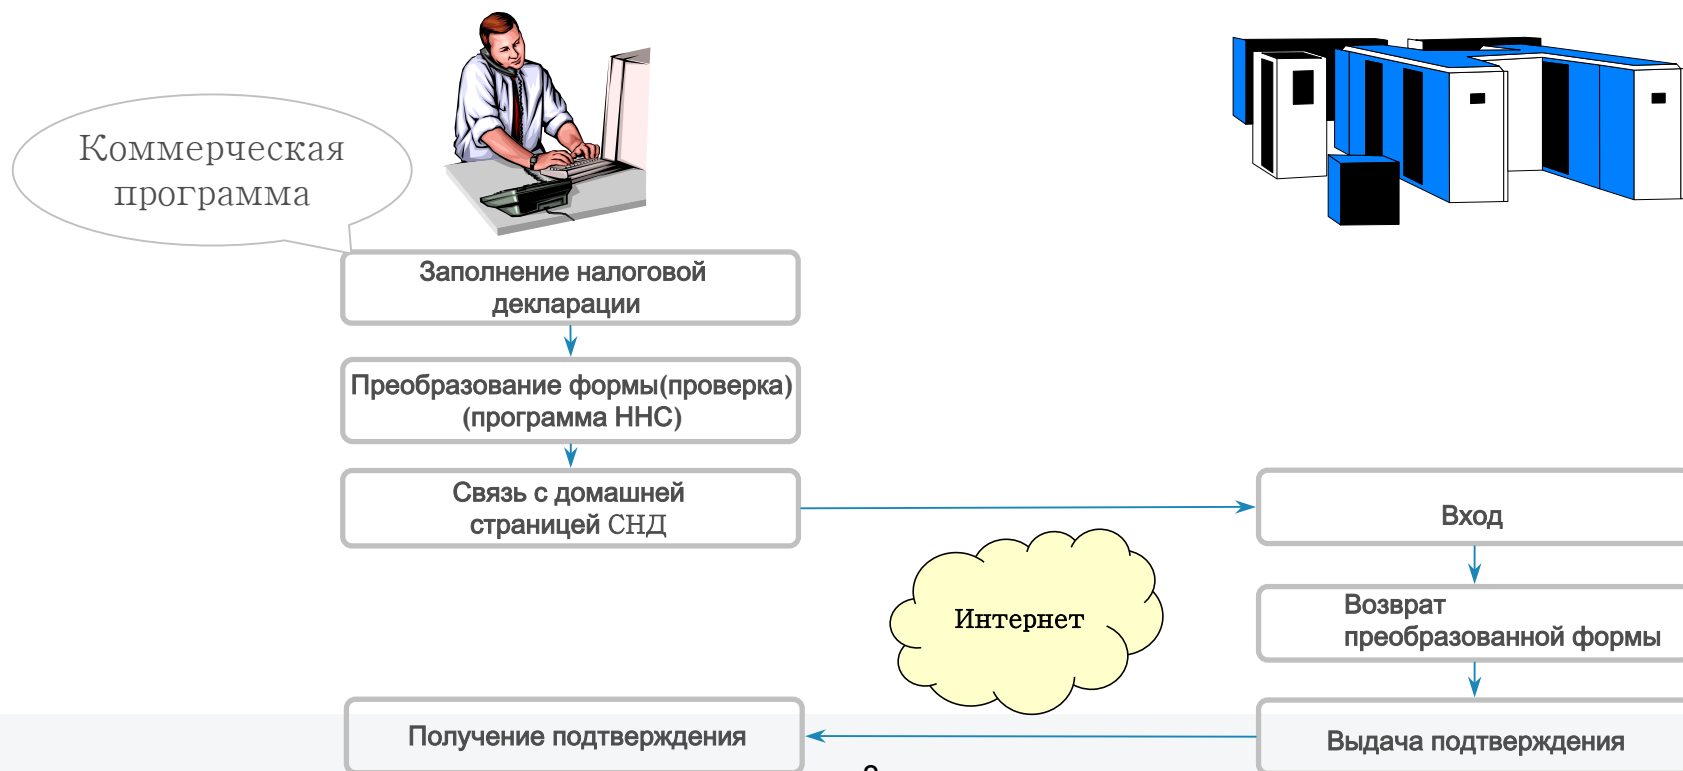 Коммерческая
программа
Заполнение налоговой
декларации
Преобразование формы(проверка)
(программа ННС)
Связь с домашней
страницей СНД
Вход
Интернет
Возврат
преобразованной формы
Получение подтверждения
Выдача подтверждения